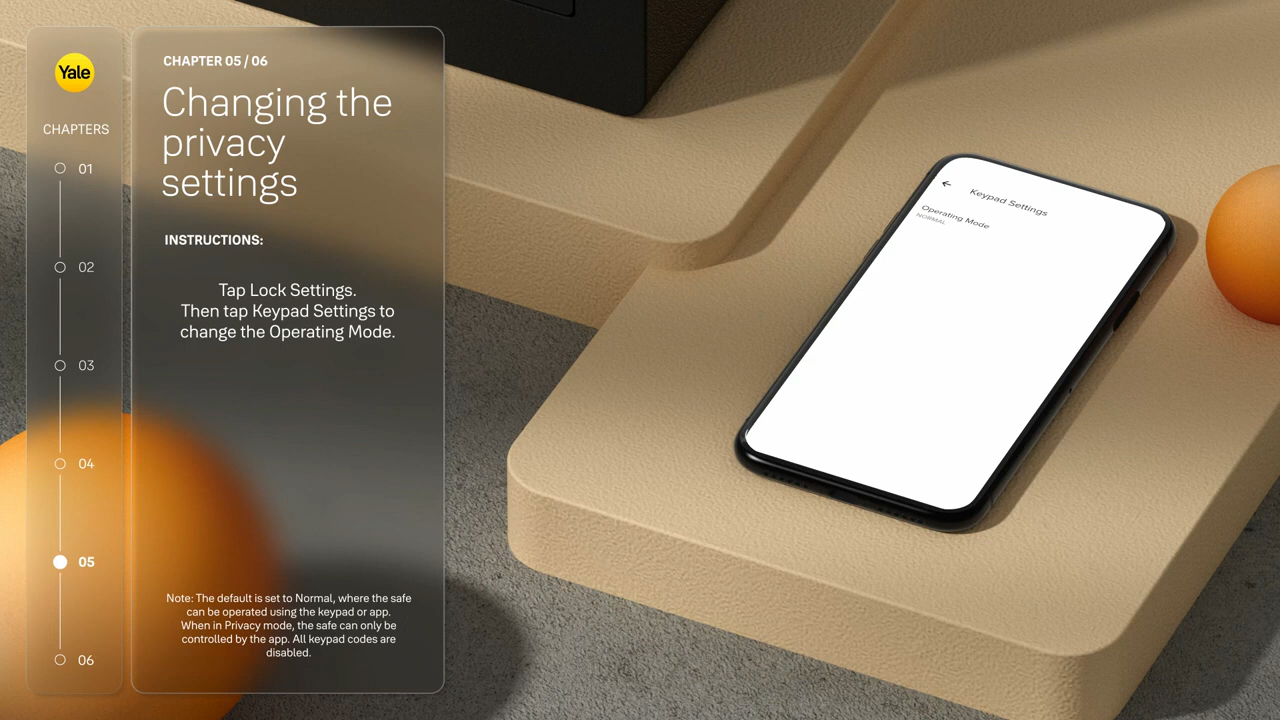 Yale
CHAPTERS
01
02
03
04
05
06
CHAPTER 05 / 06
Changing the
privacy
settings
INSTRUCTIONS:
Tap Lock Settings.
Then tap Keypad Settings to
change the Operating Mode.
Note: The default is set to Normal, where the safe
can be operated using the keypad or app.
When in Privacy mode, the safe can only be
controlled by the app. All keypad codes are
disabled.
Keypad Settings
Operating Mode
NORMAL